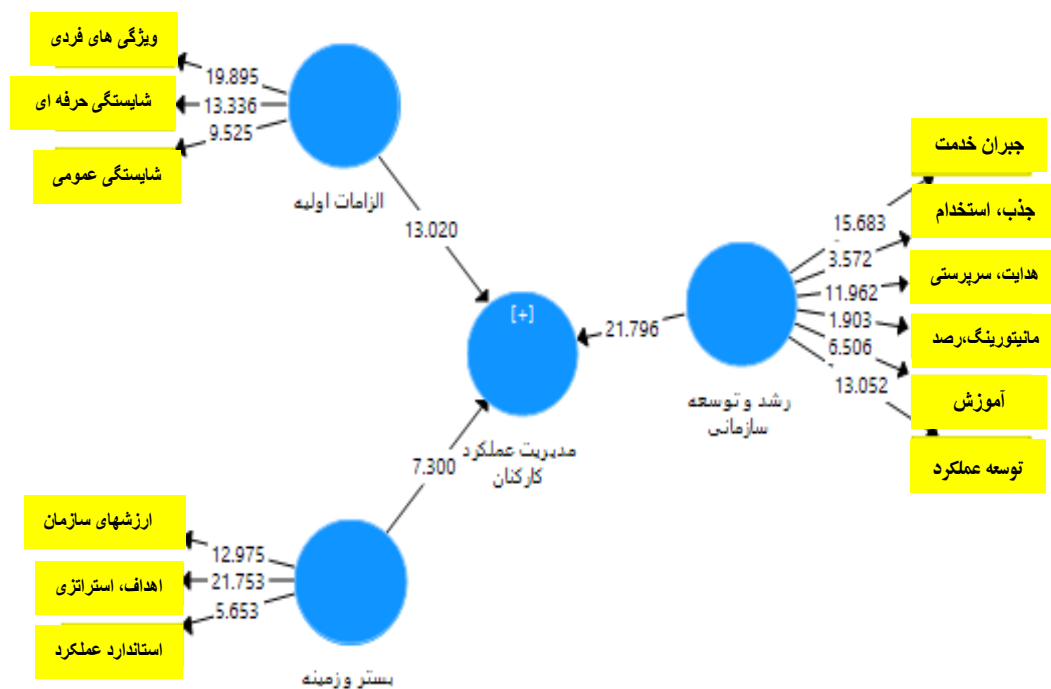 ویژگی های فردی
19.895
شایستگی حرفه ای
13.336
9.525
شایستگی عمومی
الزامات اولیه
13.020
جبران خدمت
15.683
جذب، استخدام
3.572
هدایت، سرپرستی
11.962
مانیتورینگ،رصد
1.903
6.506
آموزش
13.052
توسعه عملکرد
رشد و توسعه
سازمانی
21.796
[+]
مدیریت عملکرد
کارکنان
7.300
ارزشهای سازمان
12.975
اهداف، استراتژی
21.753
5.653
استاندارد عملکرد
بستر و زمینه